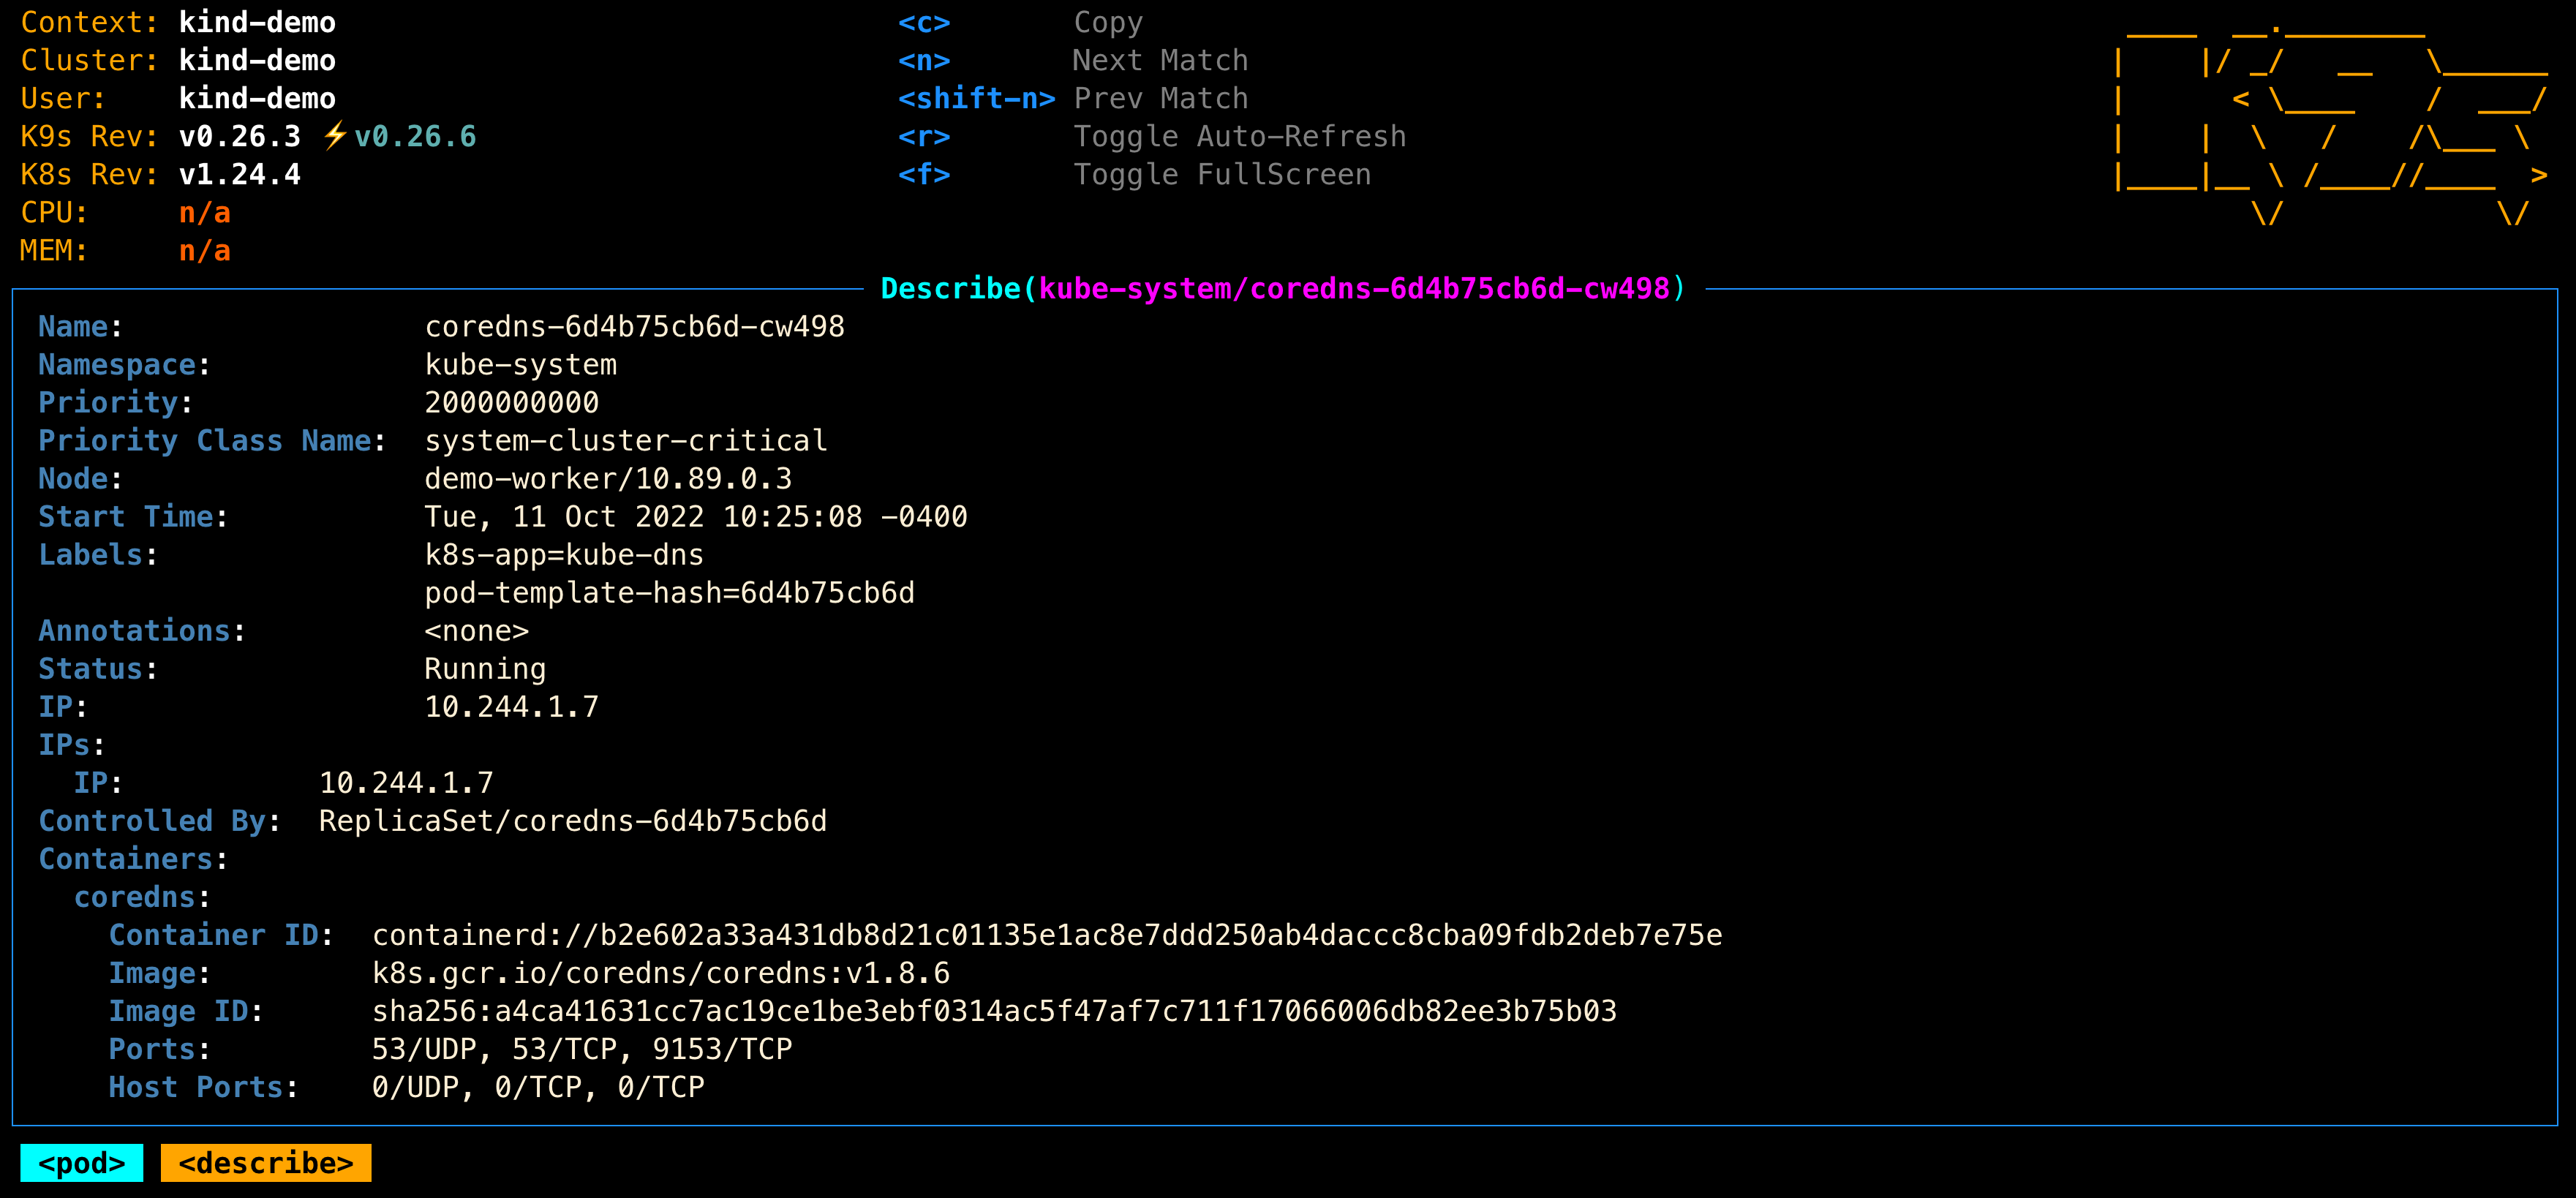 Context: kind-demo
Cluster: kind-demo
User: kind-demo
K9s Rev: v0.26.3 ⚡v0.26.6
K8s Rev: v1.24.4
CPU: n/a
MEM: n/a
<c> Copy
<n> Next Match
<shift-n> Prev Match
<r> Toggle Auto-Refresh
<f> Toggle FullScreen
Describe(kube-system/coredns-6d4b75cb6d-cw498)
Name: coredns-6d4b75cb6d-cw498
Namespace: kube-system
Priority: 2000000000
Priority Class Name: system-cluster-critical
Node: demo-worker/10.89.0.3
Start Time: Tue, 11 Oct 2022 10:25:08 -0400
Labels: k8s-app=kube-dns
pod-template-hash=6d4b75cb6d
Annotations: <none>
Status: Running
IP: 10.244.1.7
IPs:
IP: 10.244.1.7
Controlled By: ReplicaSet/coredns-6d4b75cb6d
Containers:
coredns:
Container ID: containerd://b2e602a33a431db8d21c01135e1ac8e7ddd250ab4daccc8cba09fdb2deb7e75e
Image: k8s.gcr.io/coredns/coredns:v1.8.6
Image ID: sha256:a4ca41631cc7ac19ce1be3ebf0314ac5f47af7c711f17066006db82ee3b75b03
Ports: 53/UDP, 53/TCP, 9153/TCP
Host Ports: 0/UDP, 0/TCP, 0/TCP
<pod> <describe>